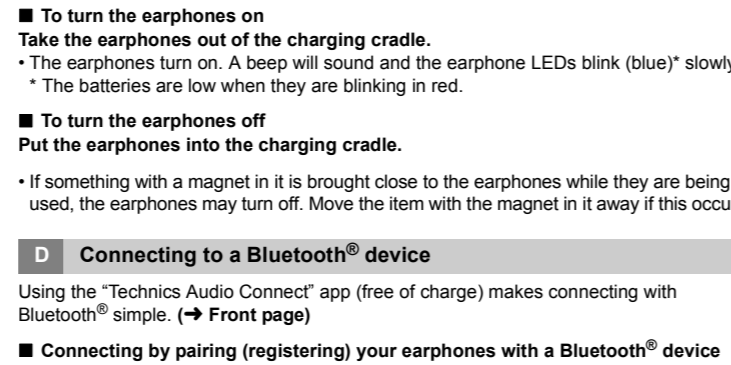 ■ To turn the earphones on
Take the earphones out of the charging cradle.
• The earphones turn on. A beep will sound and the earphone LEDs blink (blue)* slowly
* The batteries are low when they are blinking in red.
■ To turn the earphones off
Put the earphones into the charging cradle.
• If something with a magnet in it is brought close to the earphones while they are being
used, the earphones may turn off. Move the item with the magnet in it away if this occu
D Connecting to a Bluetooth® device
Using the “Technics Audio Connect” app (free of charge) makes connecting with
Bluetooth® simple. (➔ Front page)
■ Connecting by pairing (registering) your earphones with a Bluetooth® device